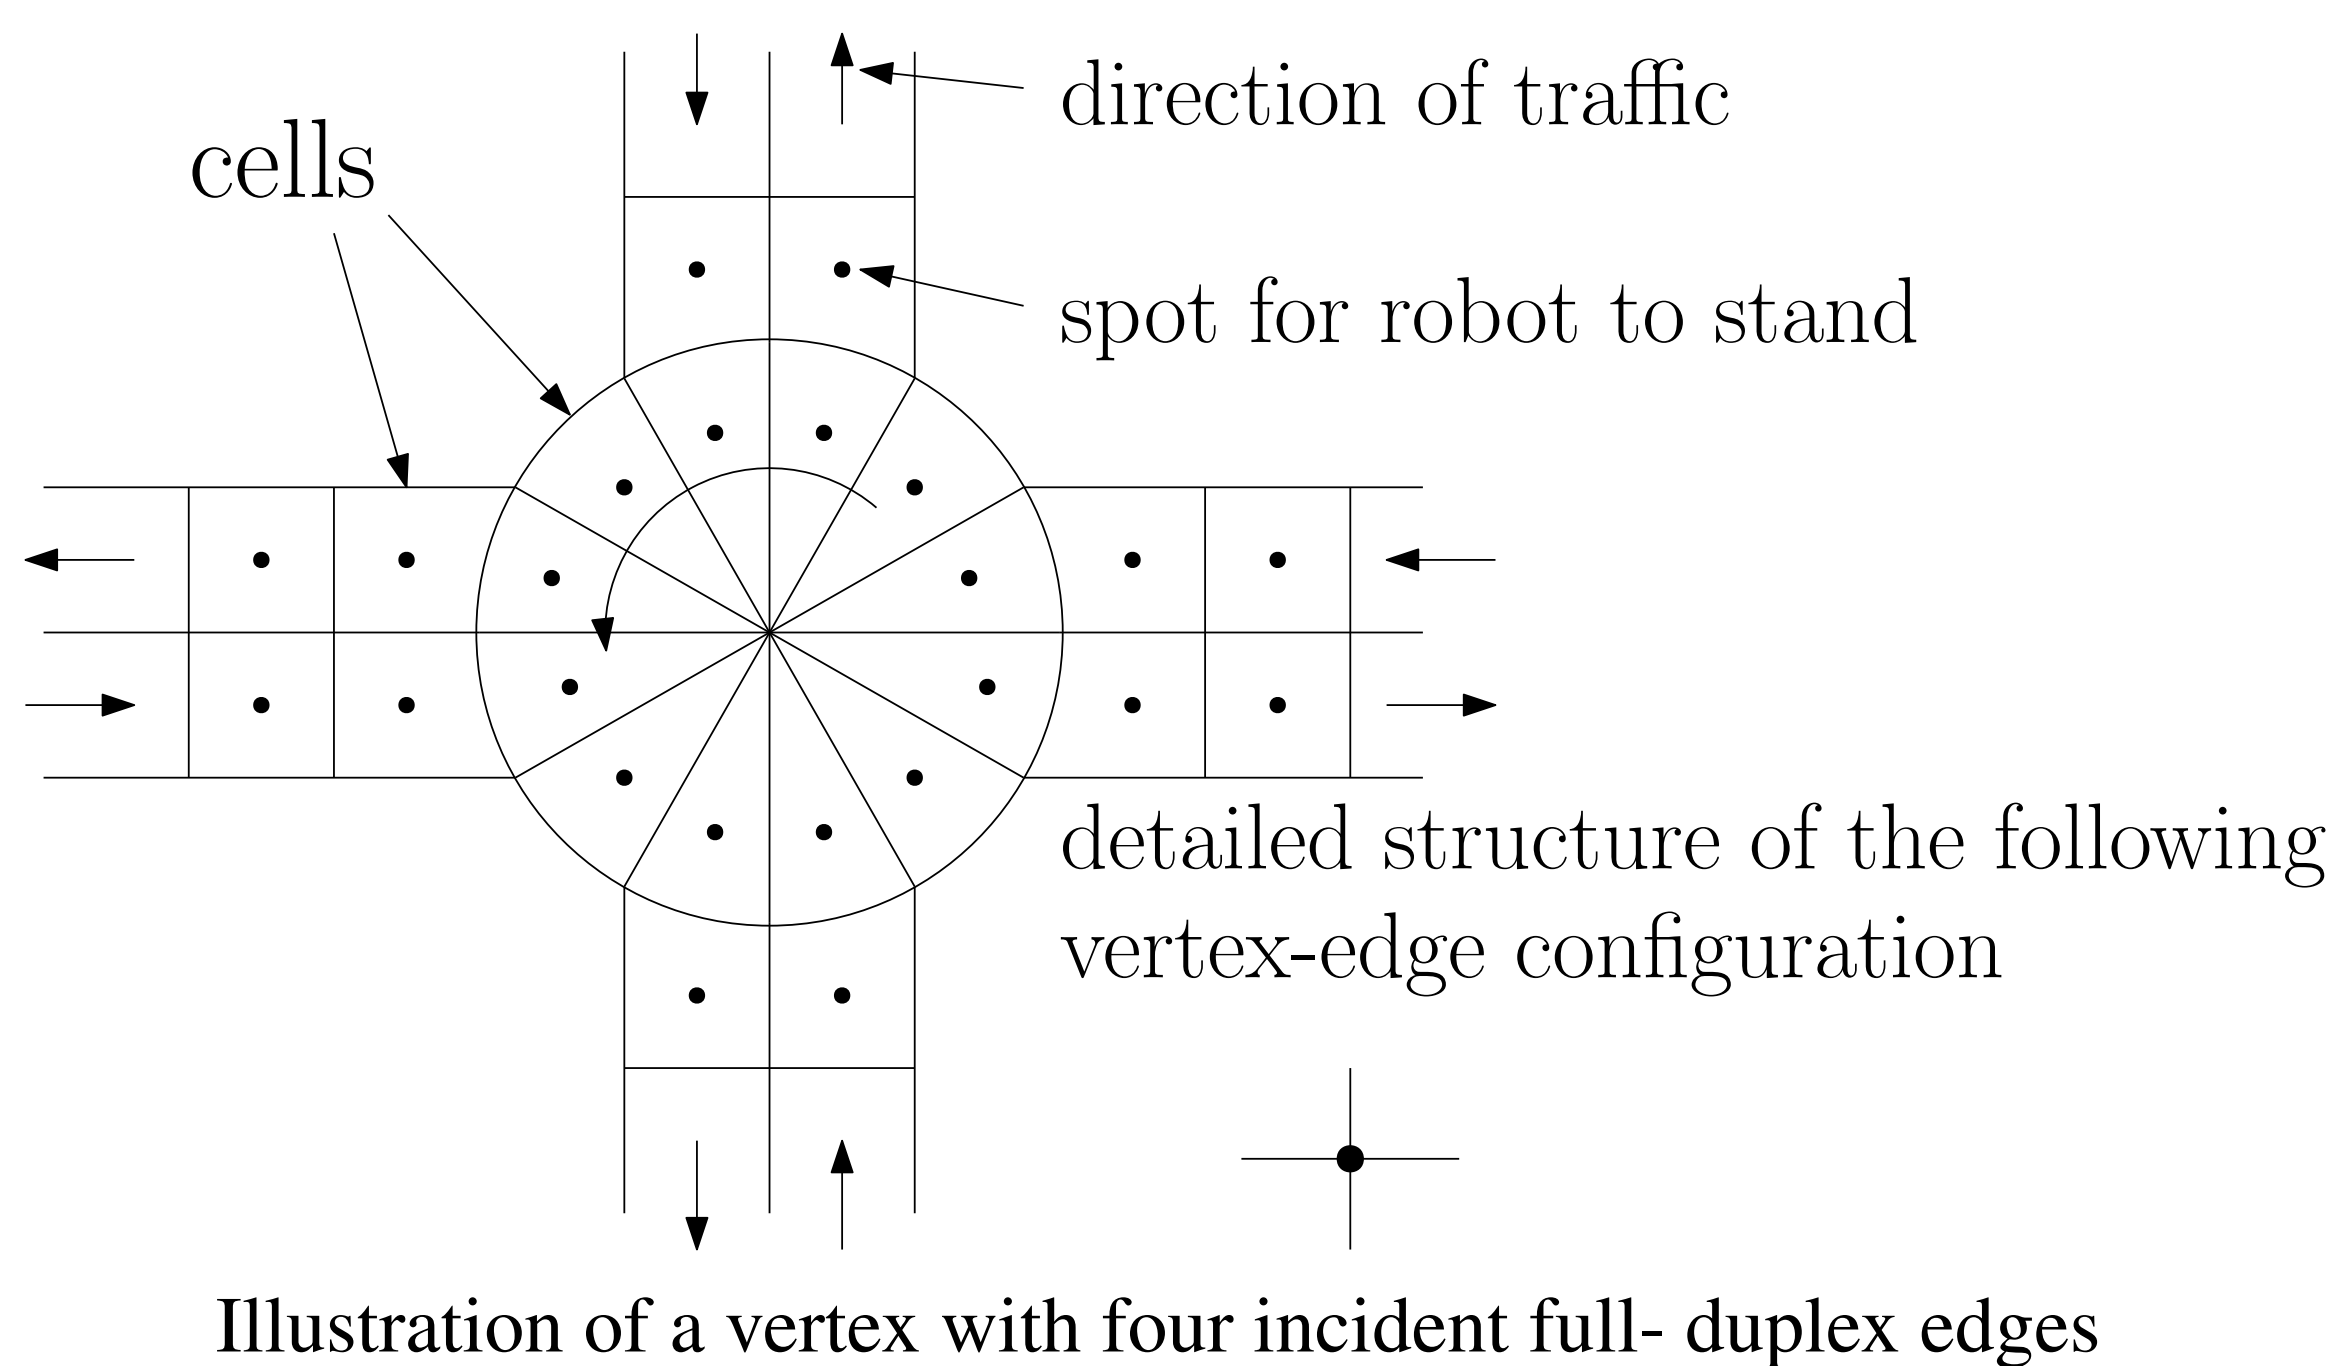 direction of traffic
cells
spot for robot to stand
detailed structure of the following
vertex-edge configuration
Illustration of a vertex with four incident full- duplex edges